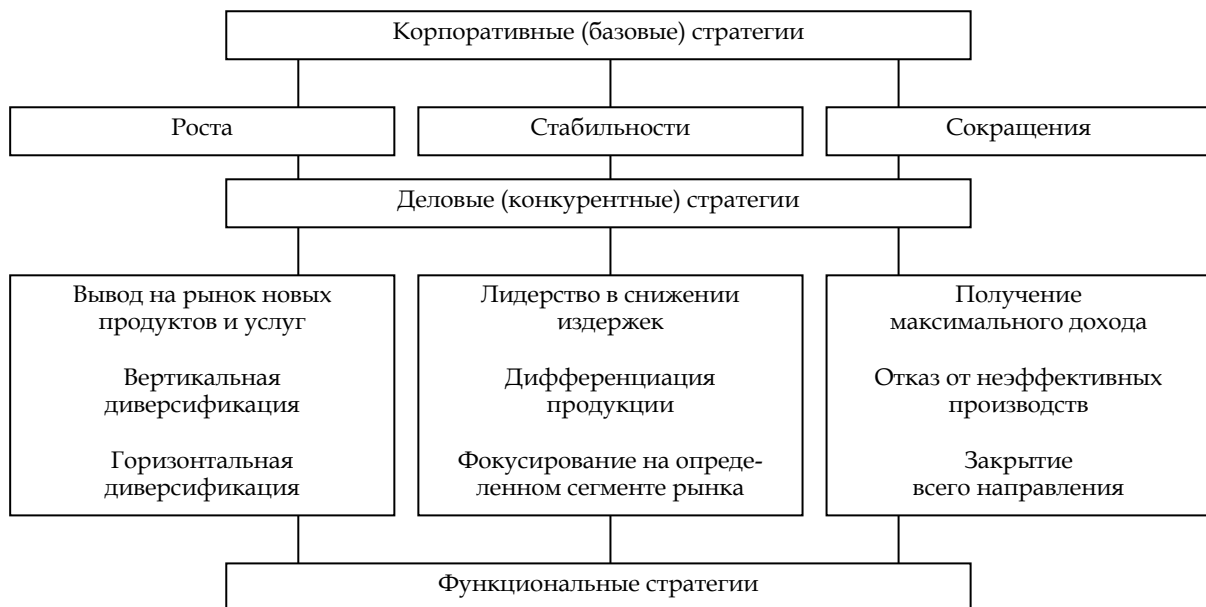 Корпоративные (базовые) стратегии
Роста
Стабильности
Сокращения
Деловые (конкурентные) стратегии
Вывод на рынок новых
продуктов и услуг
Вертикальная
диверсификация
Горизонтальная
диверсификация
Лидерство в снижении
издержек
Дифференциация
продукции
Фокусирование на опреде-
ленном сегменте рынка
Получение
максимального дохода
Отказ от неэффективных
производств
Закрытие
всего направления
Функциональные стратегии